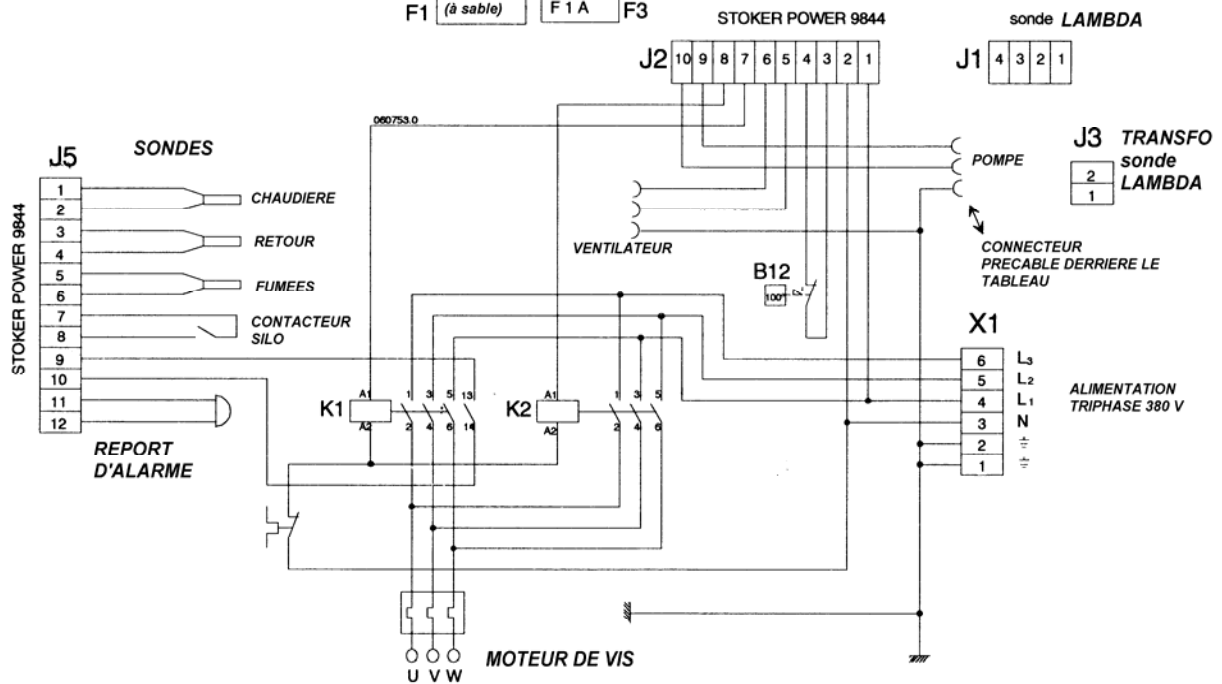 F1 (à sable) F 1 A F3
STOKER POWER 9844
sonde LAMBDA
J2 10 9 8 7 6 5 4 3 2 1
J1 4 3 2 1
060753.0
J5
SONDES
STOKER POWER 9844
1
2
3
4
5
6
7
8
9
10
11
12
CHAUDIERE
RETOUR
FUMEES
CONTACTEUR
SILO
REPORT
D'ALARME
POMPE
J3 TRANSFO
sonde
LAMBDA
2
1
VENTILATEUR
CONNECTEUR
PRECABLE DERRIERE LE
TABLEAU
B12
100°
X1
6 L3
5 L2
4 L1
3 N
2
1
ALIMENTATION
TRIPHASE 380 V
K1 A1 1 3 5 13
A2 2 4 6 14
K2 A1 1 3 5
A2 2 4 6
U V W
MOTEUR DE VIS